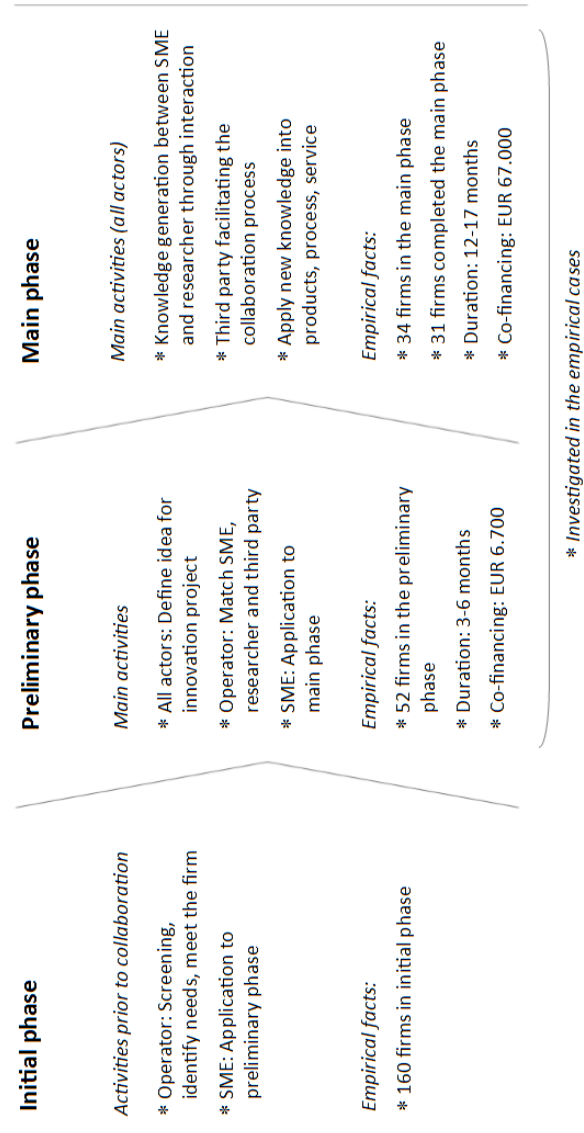 Initial phase
Activities prior to collaboration
* Operator: Screening,
identify needs, meet the firm
* SME: Application to
preliminary phase
Empirical facts:
* 160 firms in initial phase
Preliminary phase
Main activities
* All actors: Define idea for
innovation project
* Operator: Match SME,
researcher and third party
* SME: Application to
main phase
Empirical facts:
* 52 firms in the preliminary
phase
* Duration: 3-6 months
* Co-financing: EUR 6.700
Main phase
Main activities (all actors)
* Knowledge generation between SME
and researcher through interaction
* Third party facilitating the
collaboration process
* Apply new knowledge into
products, process, service
Empirical facts:
* 34 firms in the main phase
* 31 firms completed the main phase
* Duration: 12-17 months
* Co-financing: EUR 67.000
* Investigated in the empirical cases